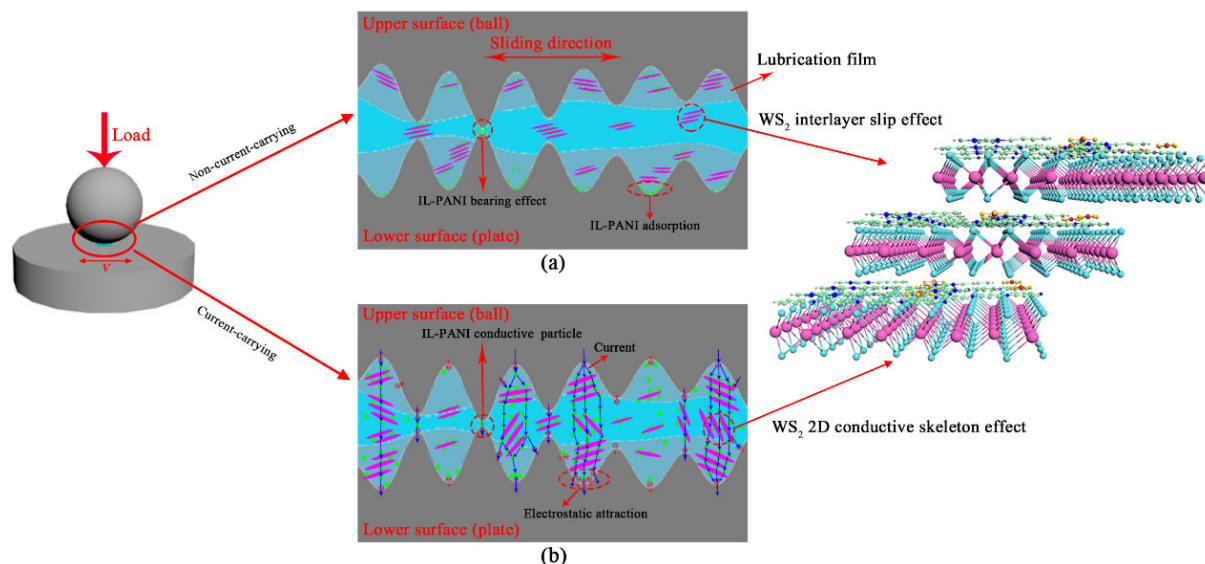 Load
v
Non-current-carrying
Current-carrying
Upper surface (ball)
Sliding direction
IL-PANI bearing effect
IL-PANI adsorption
Lower surface (plate)
(a)
Lubrication film
WS₂ interlayer slip effect
Upper surface (ball)
IL-PANI conductive particle
Current
Electrostatic attraction
Lower surface (plate)
(b)
WS₂ 2D conductive skeleton effect